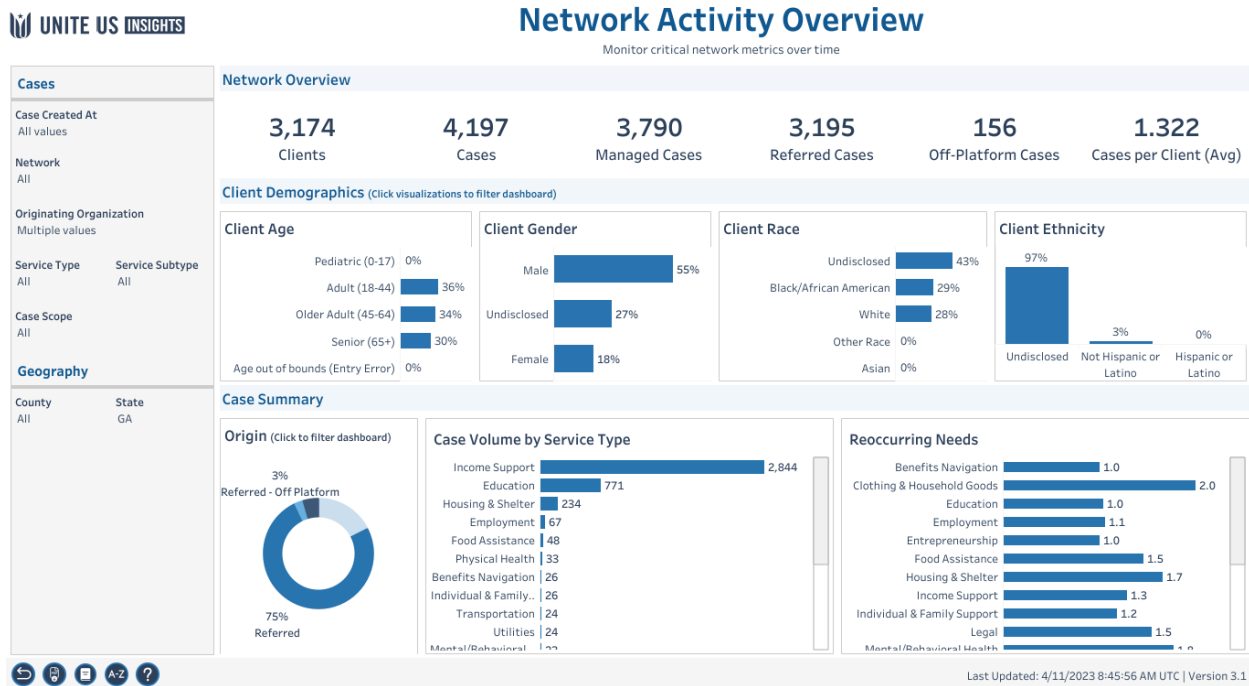 UNITE US INSIGHTS
Network Activity Overview
Monitor critical network metrics over time
Cases
Case Created At
All values
Network
All
Originating Organization
Multiple values
Service Type Service Subtype
All All
Case Scope
All
Geography
County State
All GA
Network Overview
3,174 4,197 3,790 3,195 156 1.322
Clients Cases Managed Cases Referred Cases Off-Platform Cases Cases per Client (Avg)
Client Demographics (Click visualizations to filter dashboard)
Client Age
Pediatric (0-17) 0%
Adult (18-44) 36%
Older Adult (45-64) 34%
Senior (65+) 30%
Age out of bounds (Entry Error) 0%
Client Gender
Male 55%
Undisclosed 27%
Female 18%
Client Race
Undisclosed 43%
Black/African American 29%
White 28%
Other Race 0%
Asian 0%
Client Ethnicity
97% 3% 0%
Undisclosed Not Hispanic or Latino Hispanic or Latino
Case Summary
Origin (Click to filter dashboard)
3%
Referred - Off Platform
75%
Referred
Case Volume by Service Type
Income Support 2,844
Education 771
Housing & Shelter 234
Employment 67
Food Assistance 48
Physical Health 33
Benefits Navigation 26
Individual & Family.. 26
Transportation 24
Utilities 24
Mental/Behavioral..
Reoccurring Needs
Benefits Navigation 1.0
Clothing & Household Goods 2.0
Education 1.0
Employment 1.1
Entrepreneurship 1.0
Food Assistance 1.5
Housing & Shelter 1.7
Income Support 1.3
Individual & Family Support 1.2
Legal 1.5
Mental/Behavioral Health
A-Z ?
Last Updated: 4/11/2023 8:45:56 AM UTC | Version 3.1